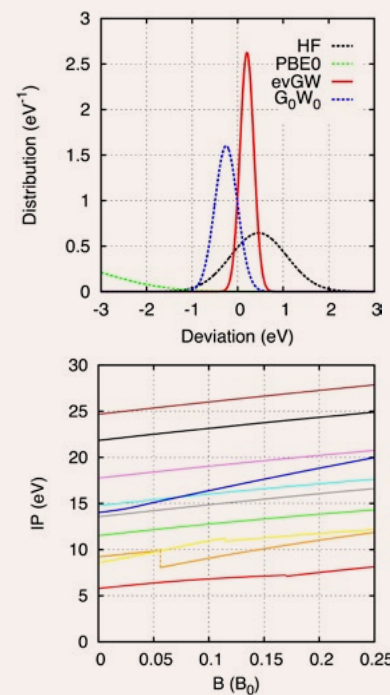 HF
PBE0
evGW
G₀W₀
3
2.5
2
1.5
1
0.5
0
Distribution (eV⁻¹)
-3 -2 -1 0 1 2 3
Deviation (eV)
30
25
20
15
10
5
0
IP (eV)
0 0.05 0.1 0.15 0.2 0.25
B (B₀)